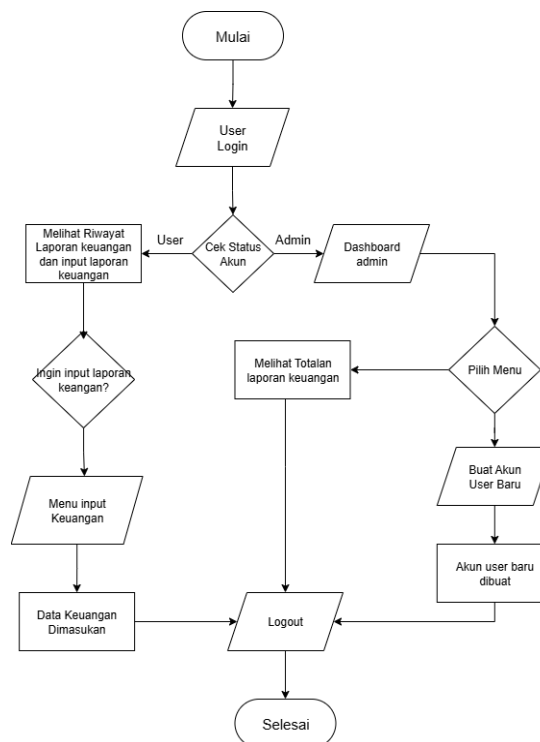 Mulai
User
Login
Cek Status
Akun
User
Admin
Melihat Riwayat
Laporan keuangan
dan input laporan
keuangan
Dashboard
admin
Ingin input laporan
keangan?
Melihat Totalan
laporan keuangan
Pilih Menu
Menu input
Keuangan
Buat Akun
User Baru
Data Keuangan
Dimasukan
Logout
Akun user baru
dibuat
Selesai